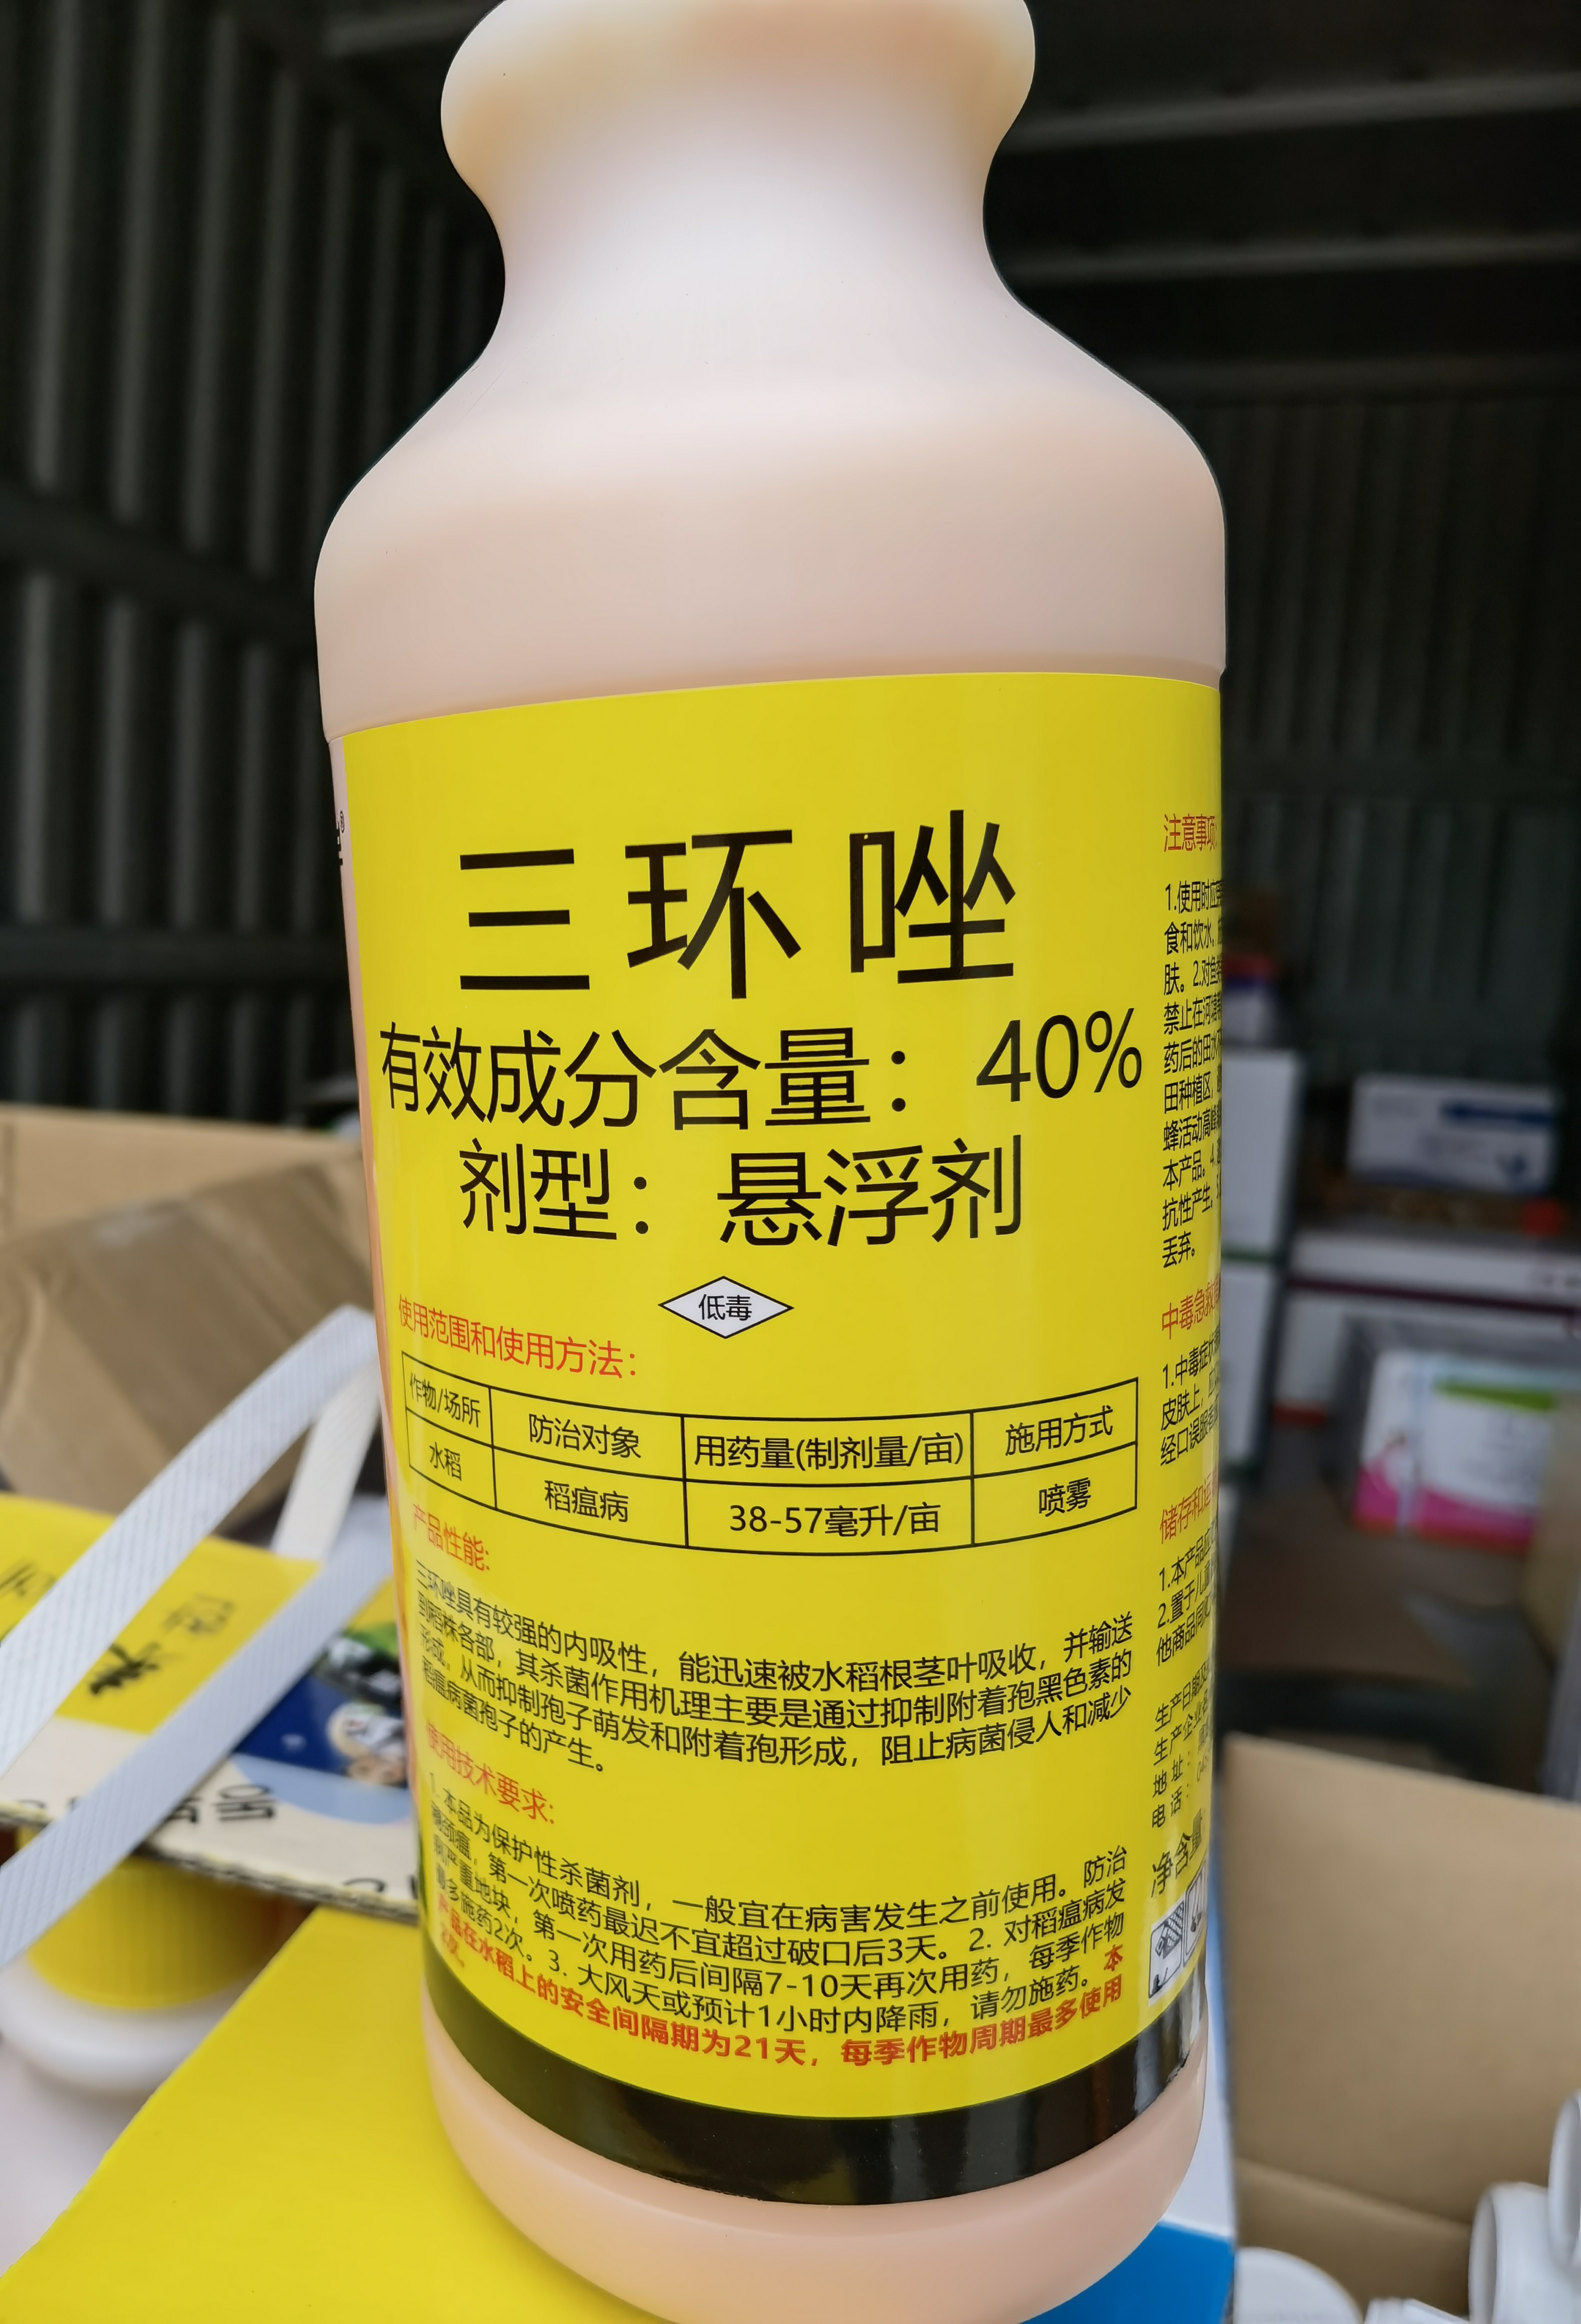 三环唑
有效成分含量：40%
剂型：悬浮剂
低毒
使用范围和使用方法：
作物/场所 防治对象 用药量(制剂量/亩) 施用方式
水稻 稻瘟病 38-57毫升/亩 喷雾
产品性能:
三环唑具有较强的内吸性，能迅速被水稻根茎叶吸收，并输送
到稻株各部，其杀菌作用机理主要是通过抑制附着孢黑色素的
形成，从而抑制孢子萌发和附着孢形成，阻止病菌侵人和减少
稻瘟病菌孢子的产生。
使用技术要求:
1. 本品为保护性杀菌剂，一般宜在病害发生之前使用。防治
穗颈瘟，第一次喷药最迟不宜超过破口后3天。2. 对稻瘟病发
病严重地块，第一次用药后间隔7-10天再次用药，每季作物
最多施药2次。3. 大风天或预计1小时内降雨，请勿施药。本
产品在水稻上的安全间隔期为21天，每季作物周期最多使用
2次。
注意事项
1.使用时应
食和饮水。
肤。2.对鱼
禁止在河塘
药后的田水
田种植区，
蜂活动高
本产品。4.
抗性产生。
丢弃。
中毒急救
1.中毒症状
皮肤上，
经口误服
储存和运
1.本产品应
2.置于儿童
他商品同
生产日期
生产企业
地址：
电话：
净含量